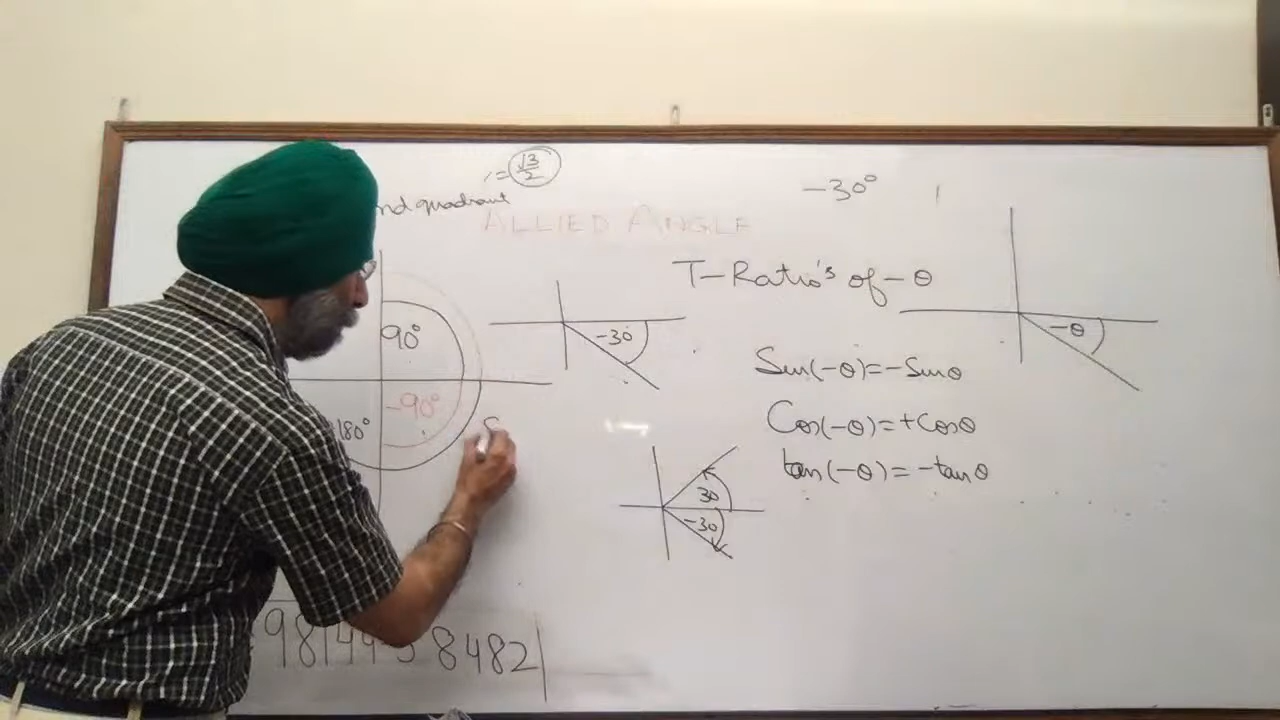 = √3/2
nd quadrant
ALLIED ANGLE
-30°
T-Ratio's of -θ
90°
-90°
180°
-30
-θ
Sin(-θ)=-Sinθ
Cos(-θ)=+Cosθ
tan(-θ)=-tanθ
30
-30
8482